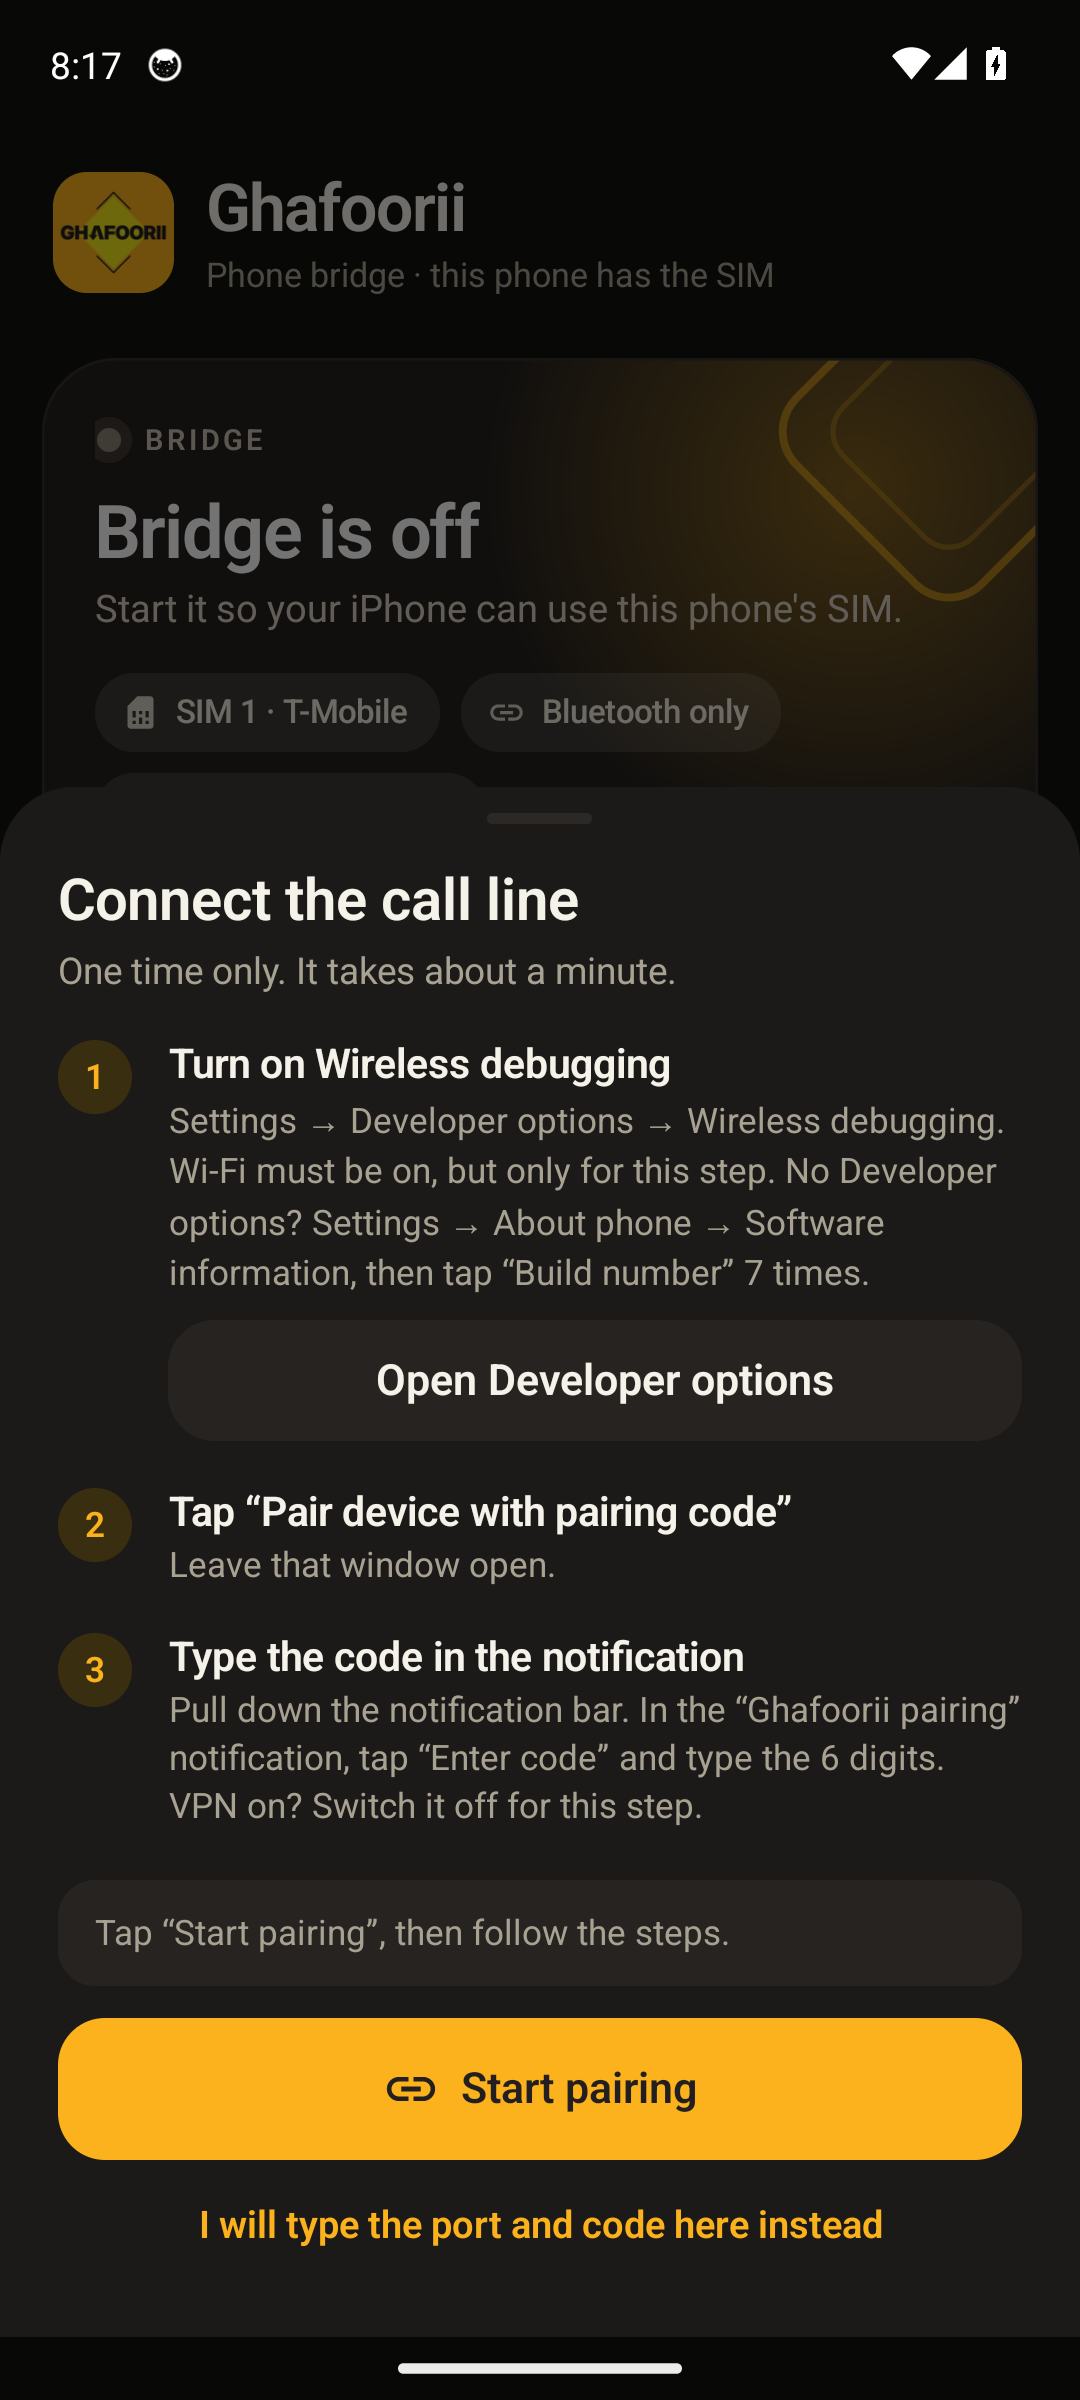 8:17
GHAFOORII
Ghafoorii
Phone bridge · this phone has the SIM
BRIDGE
Bridge is off
Start it so your iPhone can use this phone's SIM.
SIM 1 · T-Mobile
Bluetooth only
Connect the call line
One time only. It takes about a minute.
1
Turn on Wireless debugging
Settings → Developer options → Wireless debugging.
Wi-Fi must be on, but only for this step. No Developer
options? Settings → About phone → Software
information, then tap “Build number” 7 times.
Open Developer options
2
Tap “Pair device with pairing code”
Leave that window open.
3
Type the code in the notification
Pull down the notification bar. In the “Ghafoorii pairing”
notification, tap “Enter code” and type the 6 digits.
VPN on? Switch it off for this step.
Tap “Start pairing”, then follow the steps.
Start pairing
I will type the port and code here instead